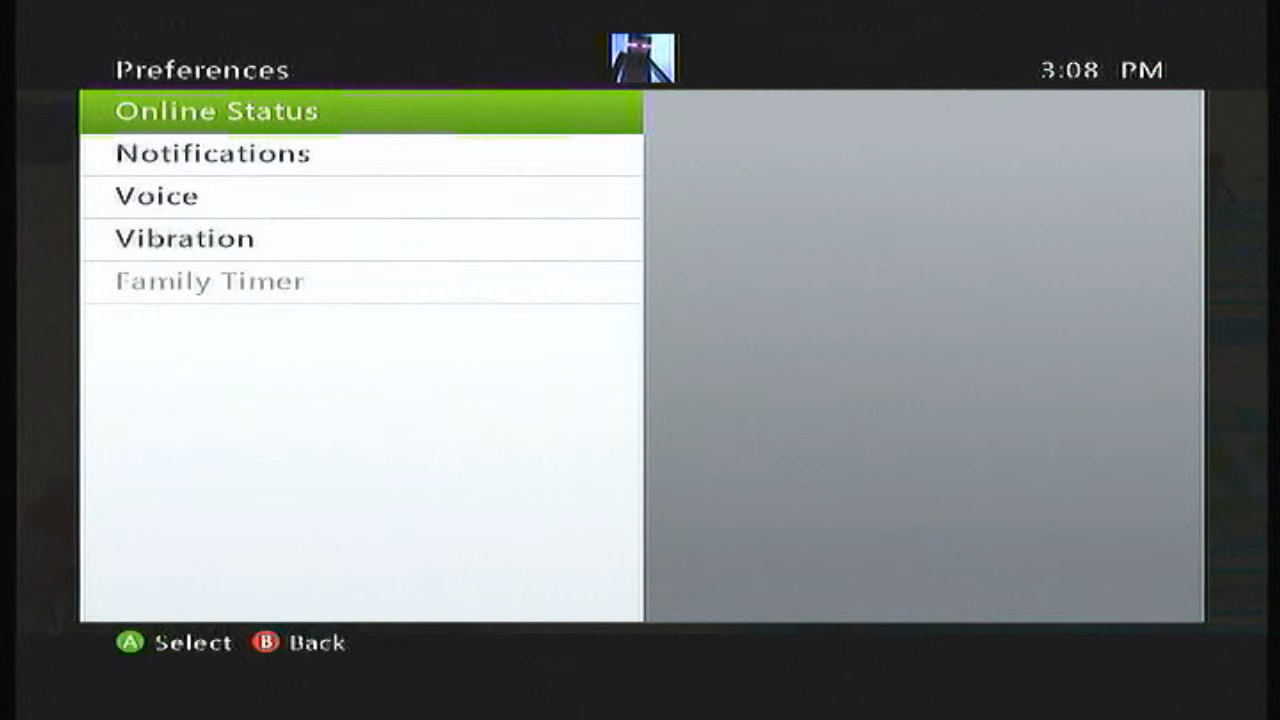 Preferences
3:08 PM
Online Status
Notifications
Voice
Vibration
Family Timer
A Select B Back